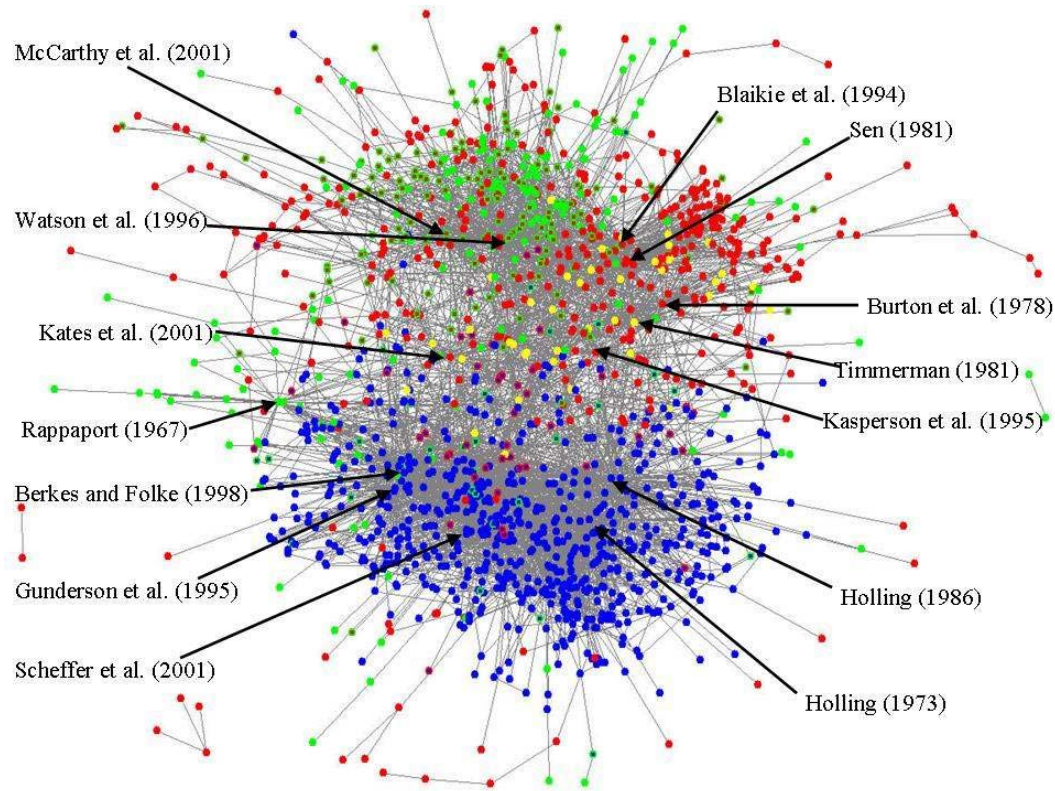 McCarthy et al. (2001)
Blaikie et al. (1994)
Sen (1981)
Watson et al. (1996)
Burton et al. (1978)
Kates et al. (2001)
Timmerman (1981)
Kasperson et al. (1995)
Rappaport (1967)
Berkes and Folke (1998)
Gunderson et al. (1995)
Holling (1986)
Scheffer et al. (2001)
Holling (1973)